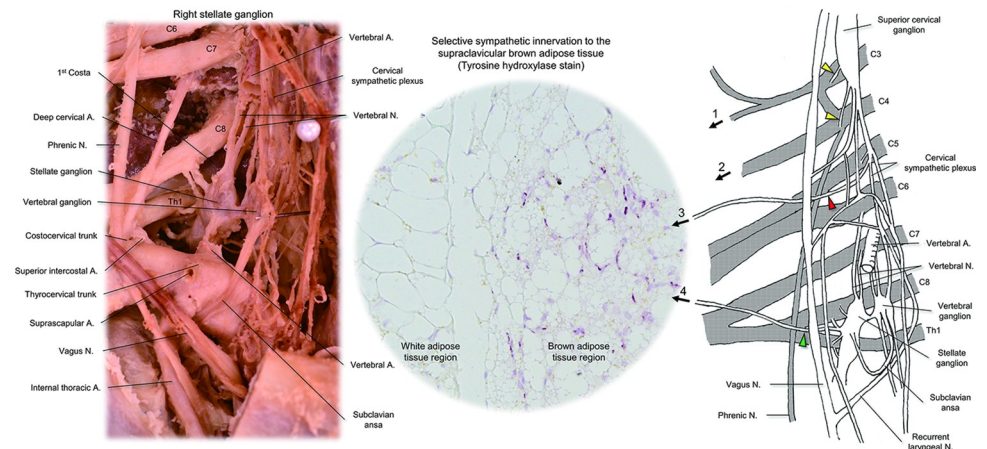 Right stellate ganglion
C6
C7
1st Costa
Deep cervical A.
C8
Phrenic N.
Stellate ganglion
Th1
Vertebral ganglion
Costocervical trunk
Superior intercostal A.
Thyrocervical trunk
Suprascapular A.
Vagus N.
Internal thoracic A.
Vertebral A.
Cervical
sympathetic plexus
Vertebral N.
Vertebral A.
Subclavian
ansa
Selective sympathetic innervation to the
supraclavicular brown adipose tissue
(Tyrosine hydroxylase stain)
White adipose
tissue region
Brown adipose
tissue region
1
2
3
4
Superior cervical
ganglion
C3
C4
C5
Cervical
sympathetic plexus
C6
C7
Vertebral A.
Vertebral N.
C8
Vertebral
ganglion
Th1
Stellate
ganglion
Vagus N.
Subclavian
ansa
Phrenic N.
Recurrent
laryngeal N.